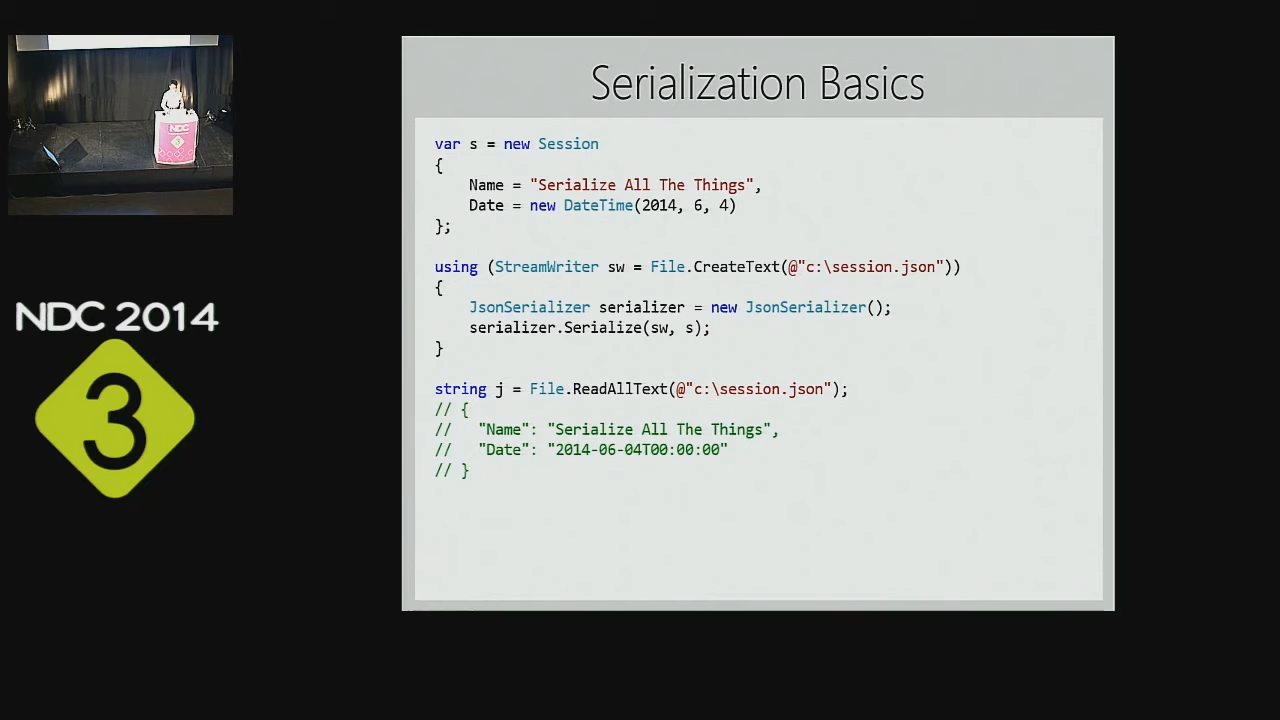 NDC
NDC 2014
3
Serialization Basics
var s = new Session
{
    Name = "Serialize All The Things",
    Date = new DateTime(2014, 6, 4)
};
using (StreamWriter sw = File.CreateText(@"c:\session.json"))
{
    JsonSerializer serializer = new JsonSerializer();
    serializer.Serialize(sw, s);
}
string j = File.ReadAllText(@"c:\session.json");
// {
//   "Name": "Serialize All The Things",
//   "Date": "2014-06-04T00:00:00"
// }